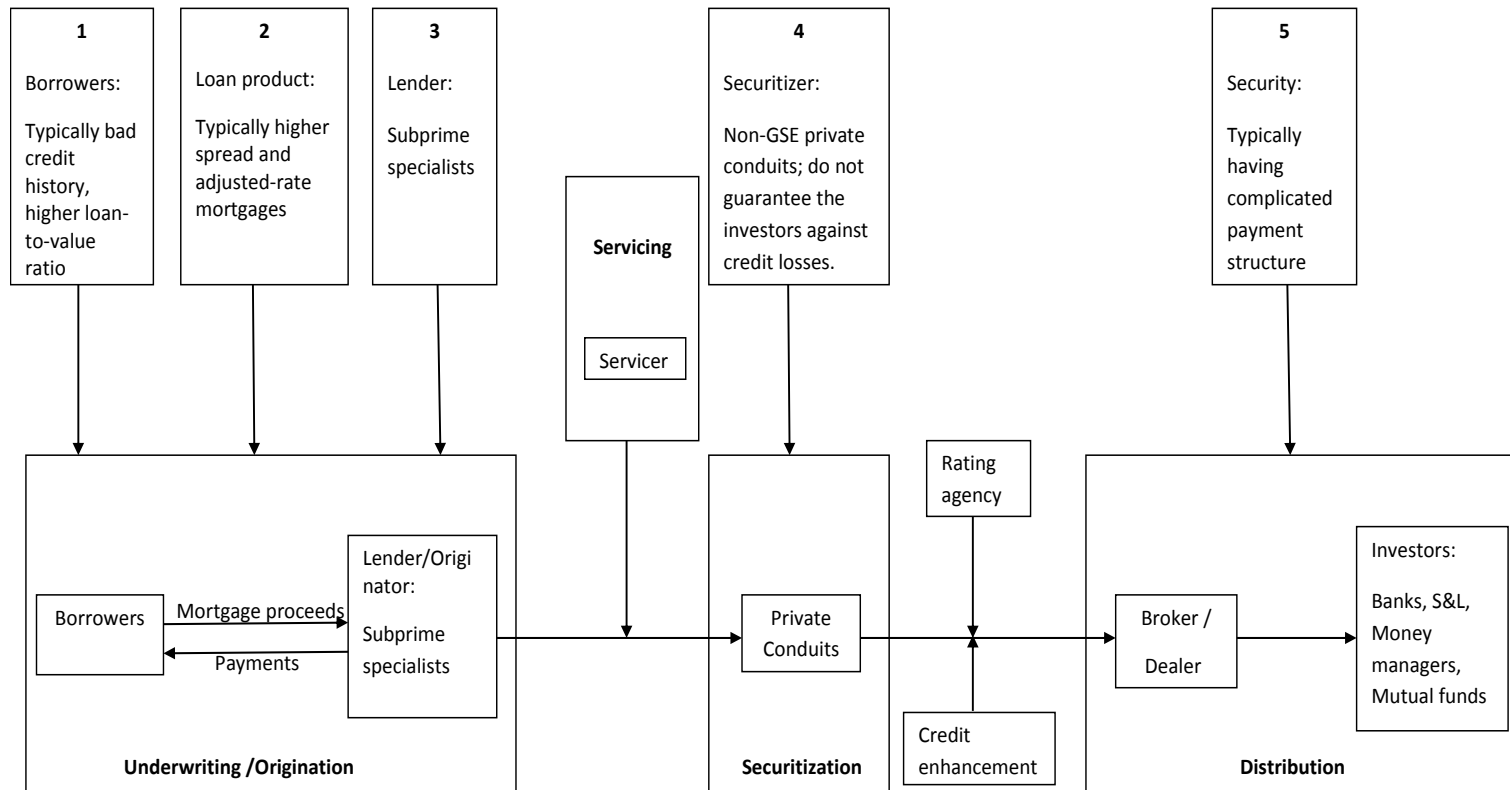 1
Borrowers:
Typically bad
credit
history,
higher loan-
to-value
ratio
2
Loan product:
Typically higher
spread and
adjusted-rate
mortgages
3
Lender:
Subprime
specialists
Servicing
Servicer
4
Securitizer:
Non-GSE private
conduits; do not
guarantee the
investors against
credit losses.
5
Security:
Typically
having
complicated
payment
structure
Borrowers
Mortgage proceeds
Payments
Lender/Origi
nator:
Subprime
specialists
Underwriting /Origination
Private
Conduits
Securitization
Rating
agency
Credit
enhancement
Broker /
Dealer
Investors:
Banks, S&L,
Money
managers,
Mutual funds
Distribution